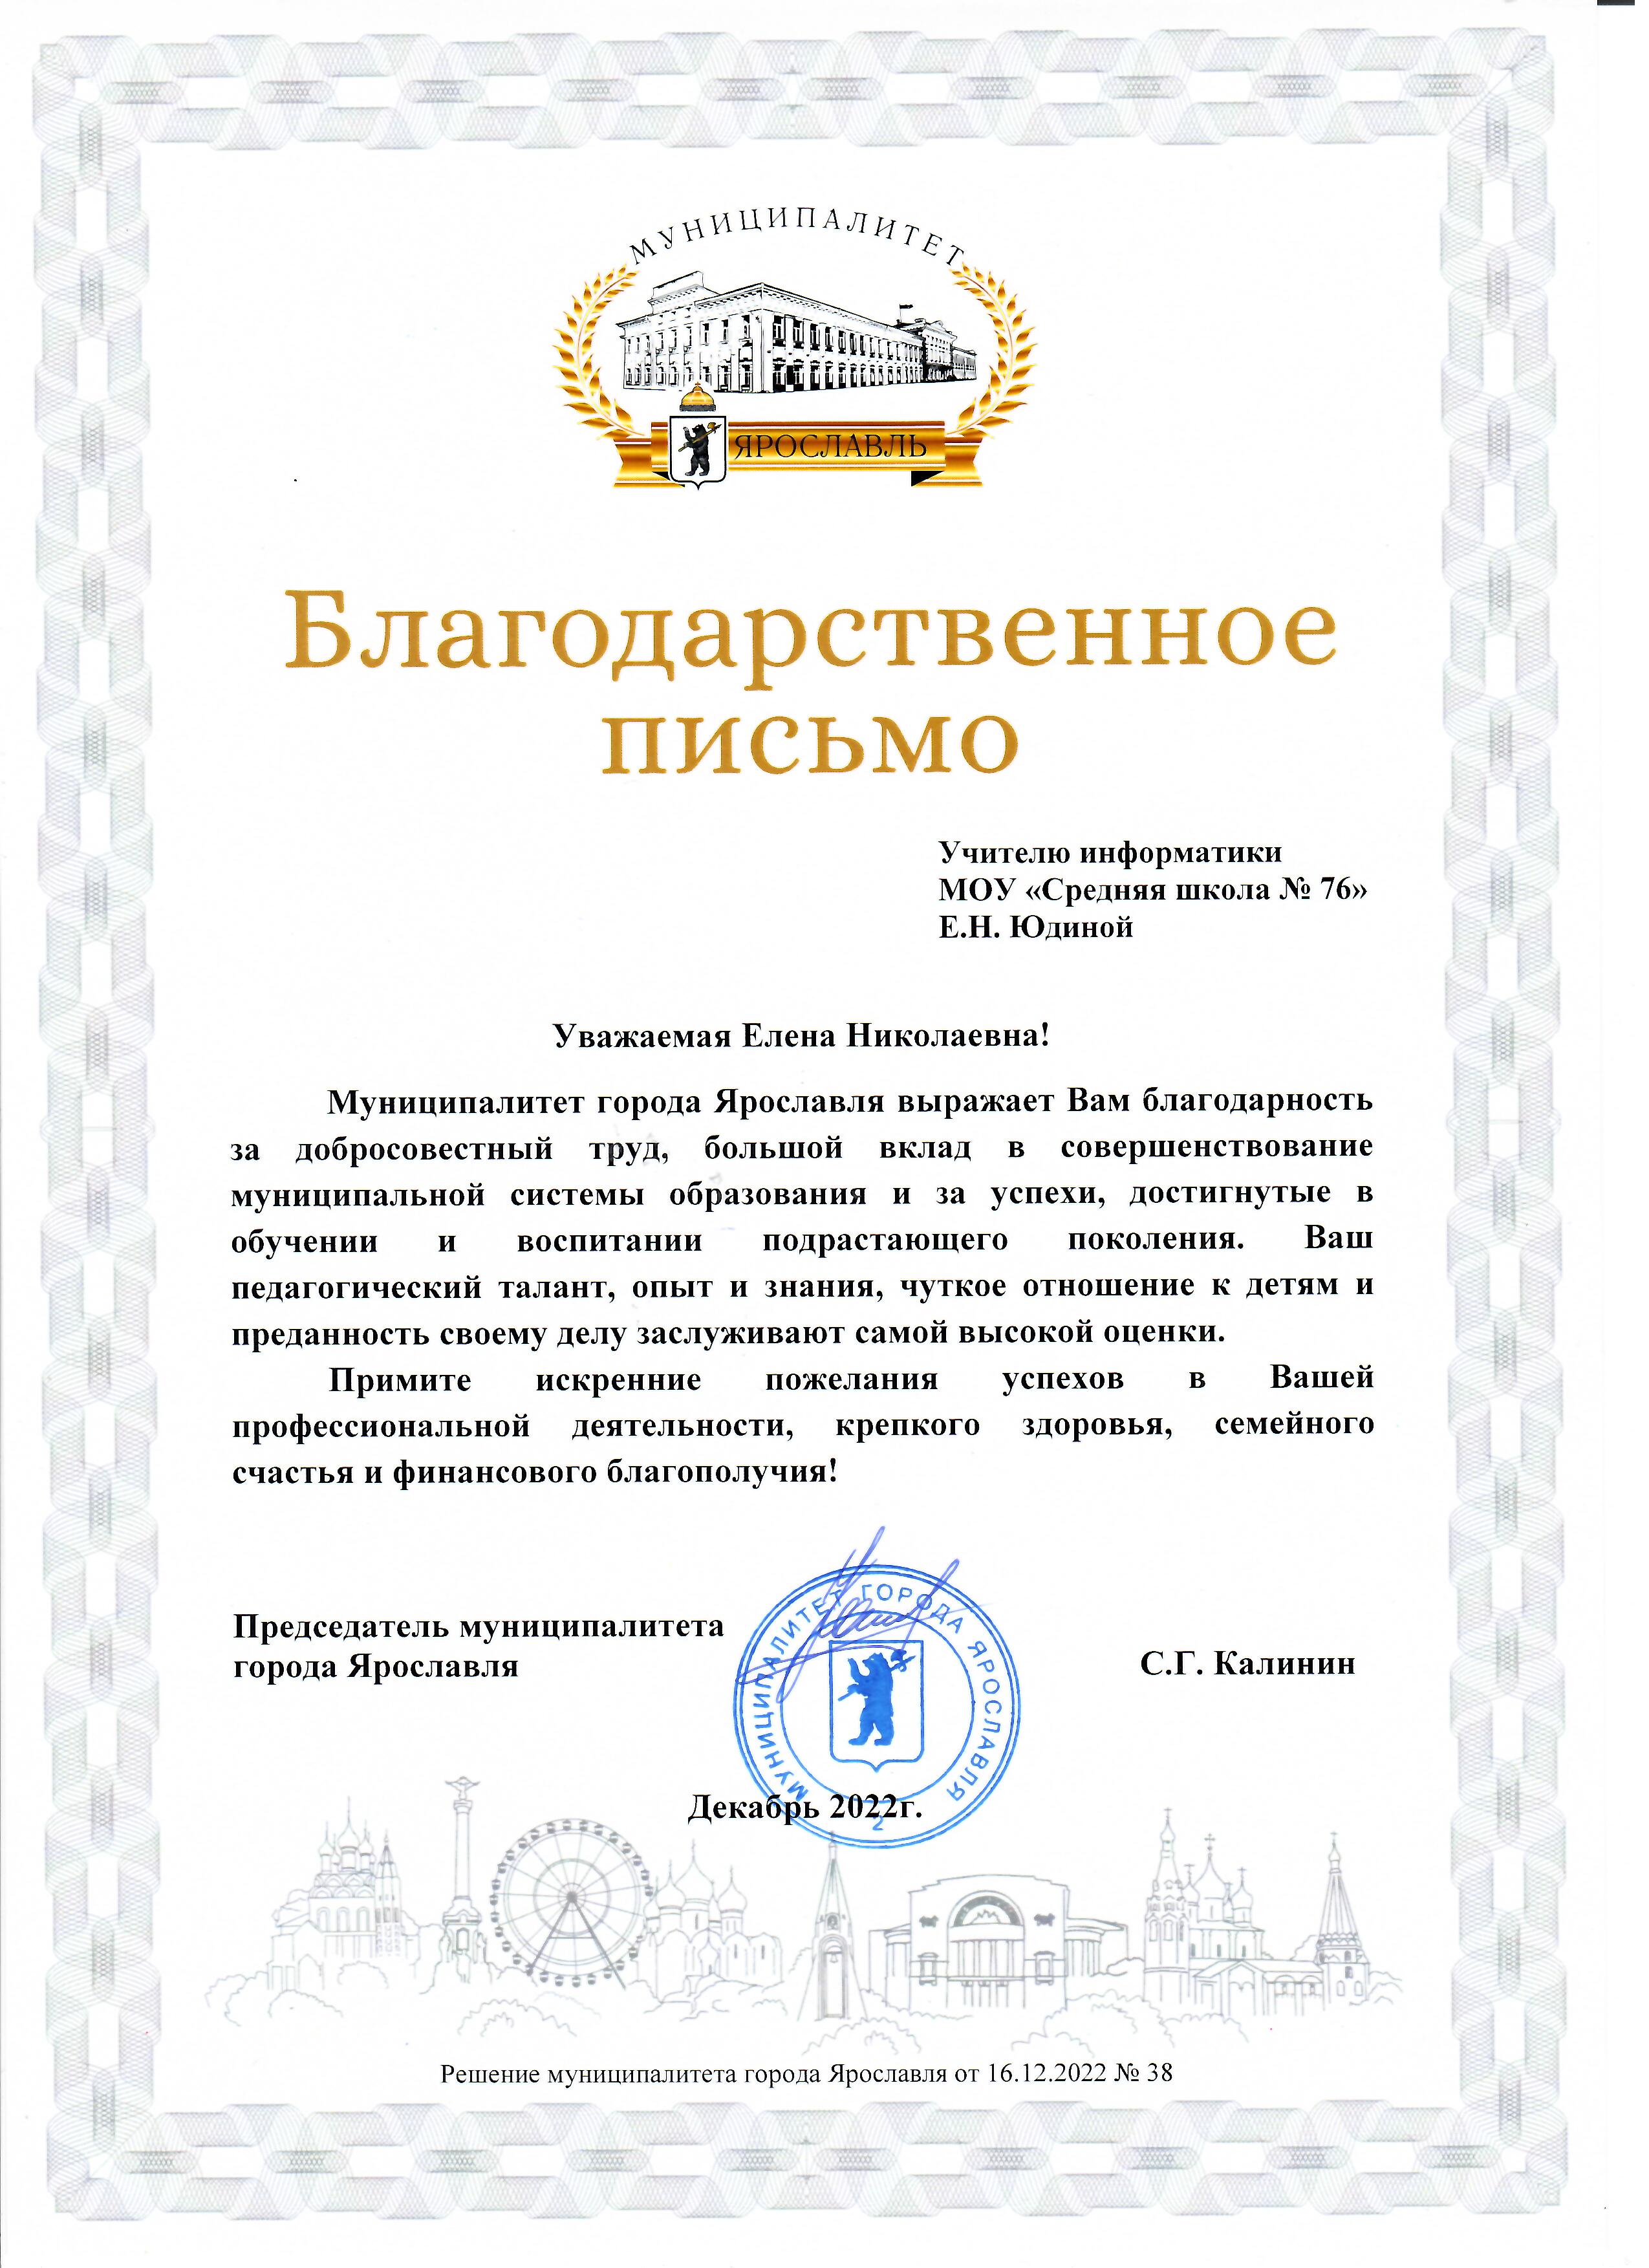 МУНИЦИПАЛИТЕТ
ЯРОСЛАВЛЬ
Благодарственное
письмо
Учителю информатики
МОУ «Средняя школа № 76»
Е.Н. Юдиной
Уважаемая Елена Николаевна!
Муниципалитет города Ярославля выражает Вам благодарность
за добросовестный труд, большой вклад в совершенствование
муниципальной системы образования и за успехи, достигнутые в
обучении и воспитании подрастающего поколения. Ваш
педагогический талант, опыт и знания, чуткое отношение к детям и
преданность своему делу заслуживают самой высокой оценки.
Примите искренние пожелания успехов в Вашей
профессиональной деятельности, крепкого здоровья, семейного
счастья и финансового благополучия!
Председатель муниципалитета
города Ярославля
С.Г. Калинин
МУНИЦИПАЛИТЕТ ГОРОДА ЯРОСЛАВЛЯ
2
Декабрь 2022г.
Решение муниципалитета города Ярославля от 16.12.2022 № 38